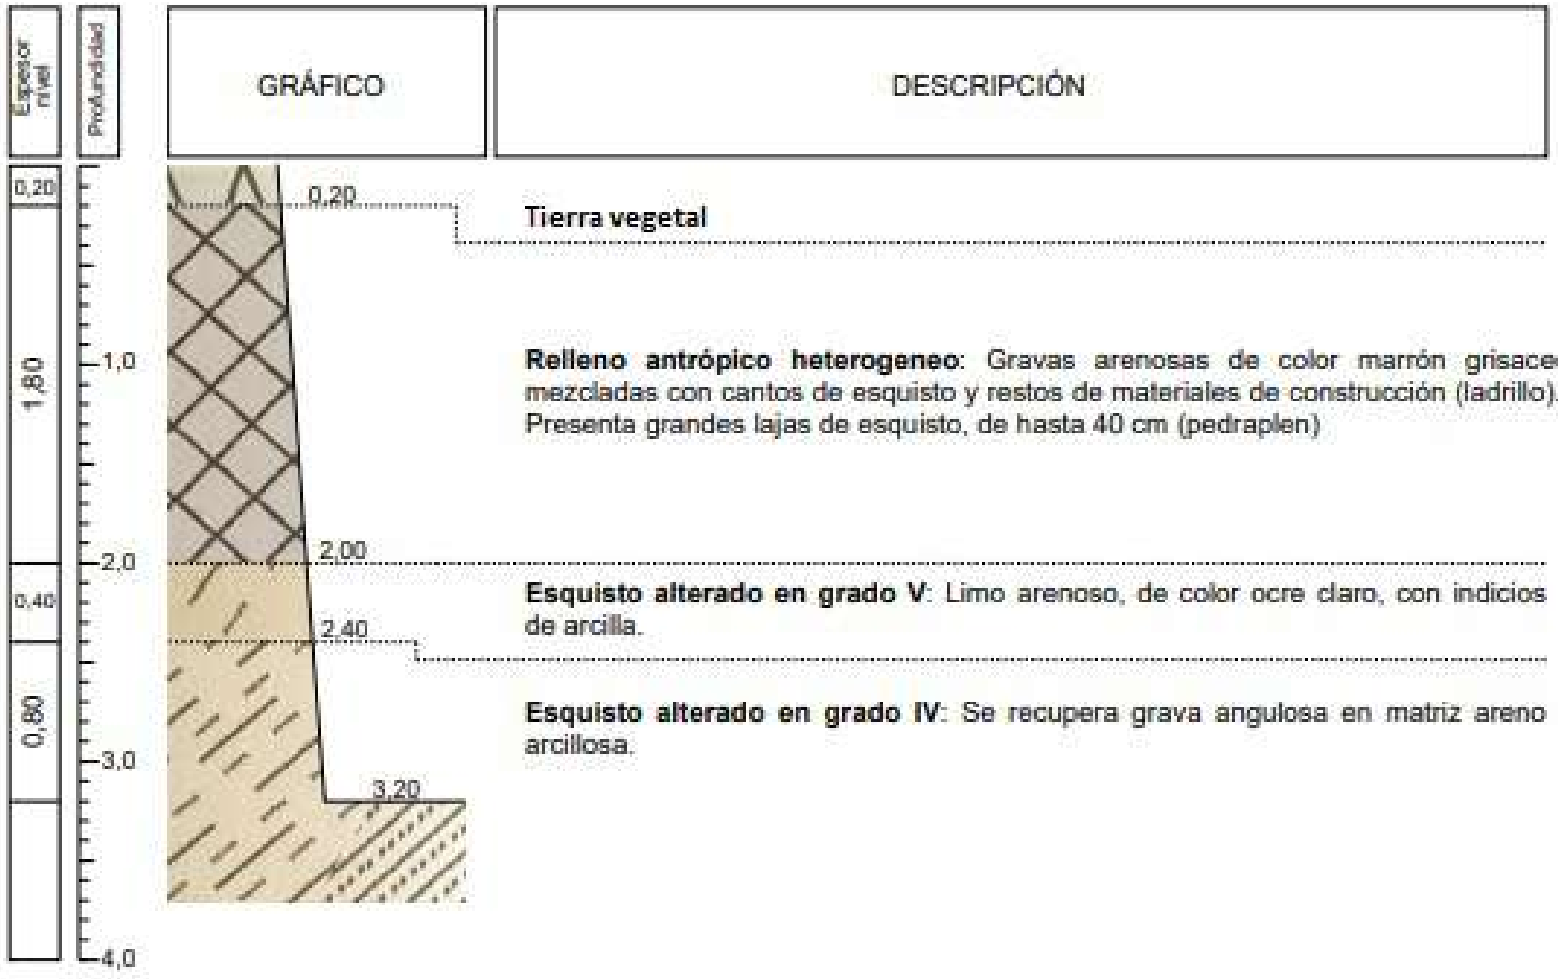 Espesor
nivel
Profundidad
GRÁFICO
DESCRIPCIÓN
0,20
0,20
Tierra vegetal
1,80
1,0
Relleno antrópico heterogeneo: Gravas arenosas de color marrón grisaceo
mezcladas con cantos de esquisto y restos de materiales de construcción (ladrillo).
Presenta grandes lajas de esquisto, de hasta 40 cm (pedraplen)
2,0
2,00
0,40
Esquisto alterado en grado V: Limo arenoso, de color ocre claro, con indicios
de arcilla.
2,40
0,80
Esquisto alterado en grado IV: Se recupera grava angulosa en matriz areno
arcillosa.
3,0
3,20
4,0